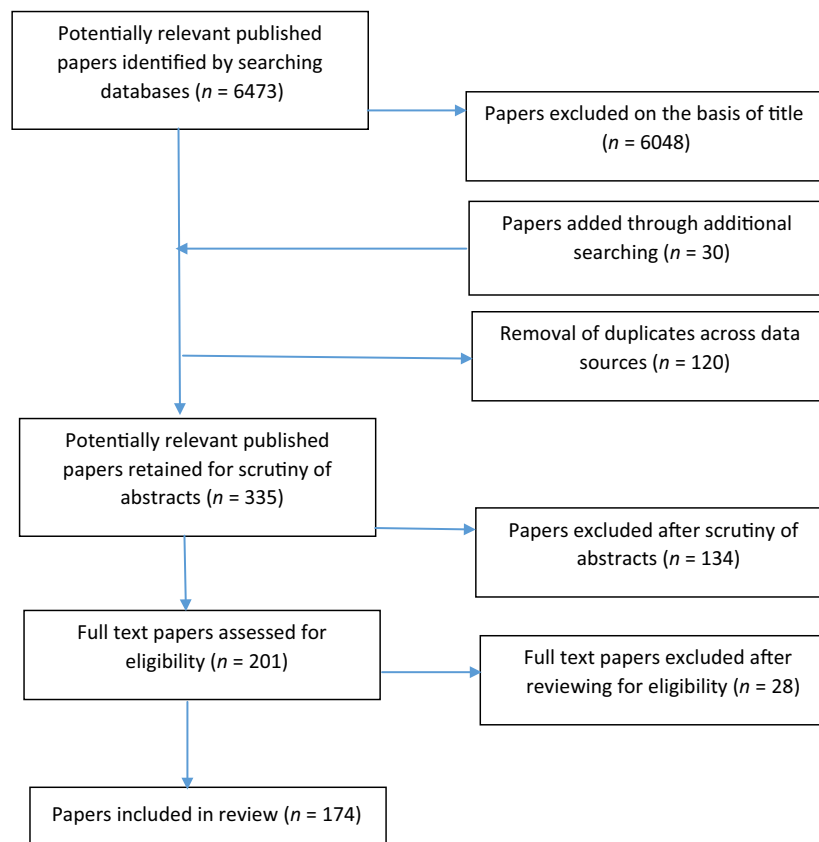 Potentially relevant published
papers identified by searching
databases (n = 6473)
Papers excluded on the basis of title
(n = 6048)
Papers added through additional
searching (n = 30)
Removal of duplicates across data
sources (n = 120)
Potentially relevant published
papers retained for scrutiny of
abstracts (n = 335)
Papers excluded after scrutiny of
abstracts (n = 134)
Full text papers assessed for
eligibility (n = 201)
Full text papers excluded after
reviewing for eligibility (n = 28)
Papers included in review (n = 174)